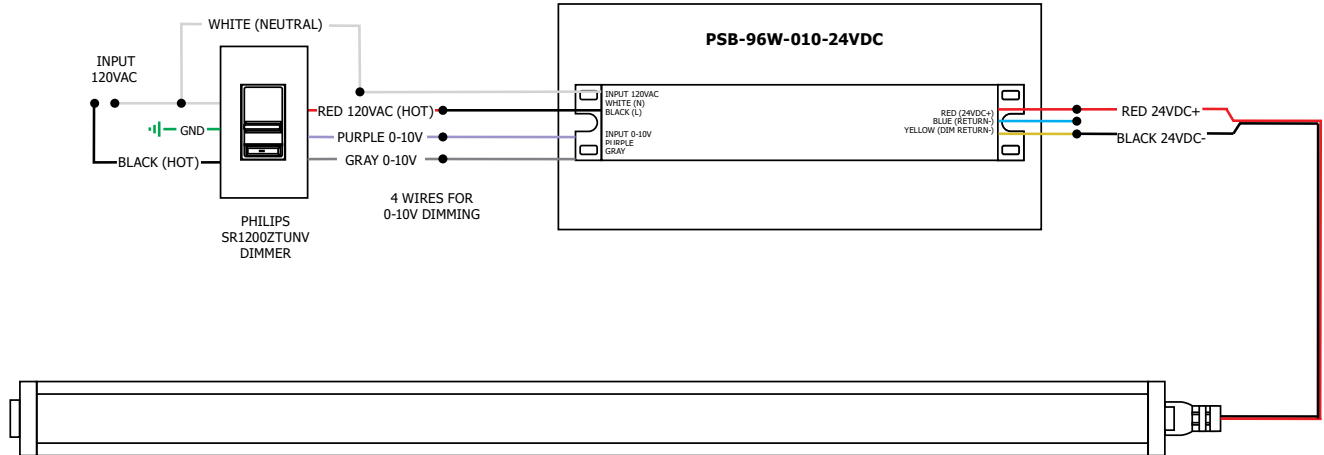 WHITE (NEUTRAL)
PSB-96W-010-24VDC
INPUT
120VAC
INPUT 120VAC
WHITE (N)
BLACK (L)
RED 120VAC (HOT)
RED (24VDC+)
BLUE (RETURN-)
YELLOW (DIM RETURN-)
RED 24VDC+
GND
PURPLE 0-10V
INPUT 0-10V
PURPLE
GRAY
BLACK 24VDC-
BLACK (HOT)
GRAY 0-10V
4 WIRES FOR
0-10V DIMMING
PHILIPS
SR1200ZTUNV
DIMMER